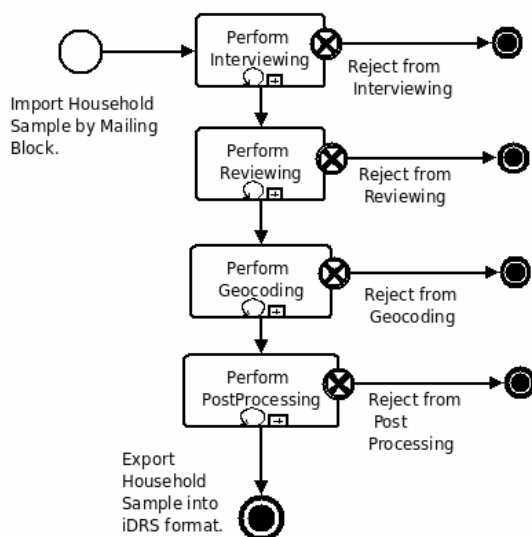 Perform
Interviewing
Reject from
Interviewing
Import Household
Sample by Mailing
Block.
Perform
Reviewing
Reject from
Reviewing
Perform
Geocoding
Reject from
Geocoding
Perform
PostProcessing
Reject from
Post
Processing
Export
Household
Sample into
iDRS format.